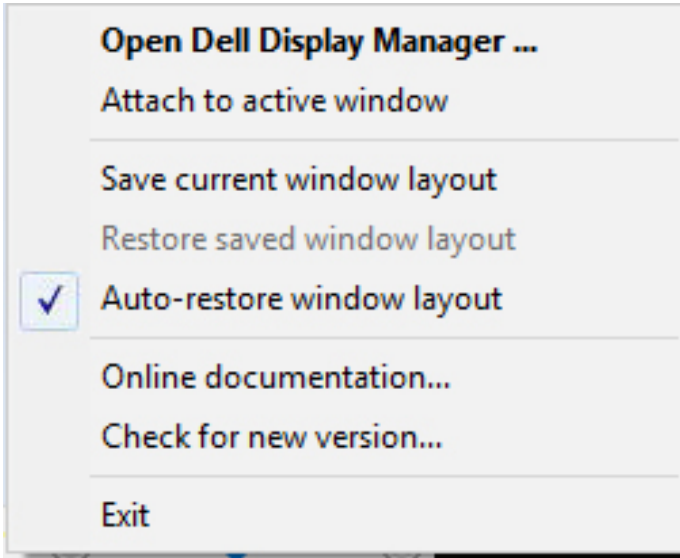 Open Dell Display Manager ...
Attach to active window
Save current window layout
Restore saved window layout
Auto-restore window layout
Online documentation...
Check for new version...
Exit